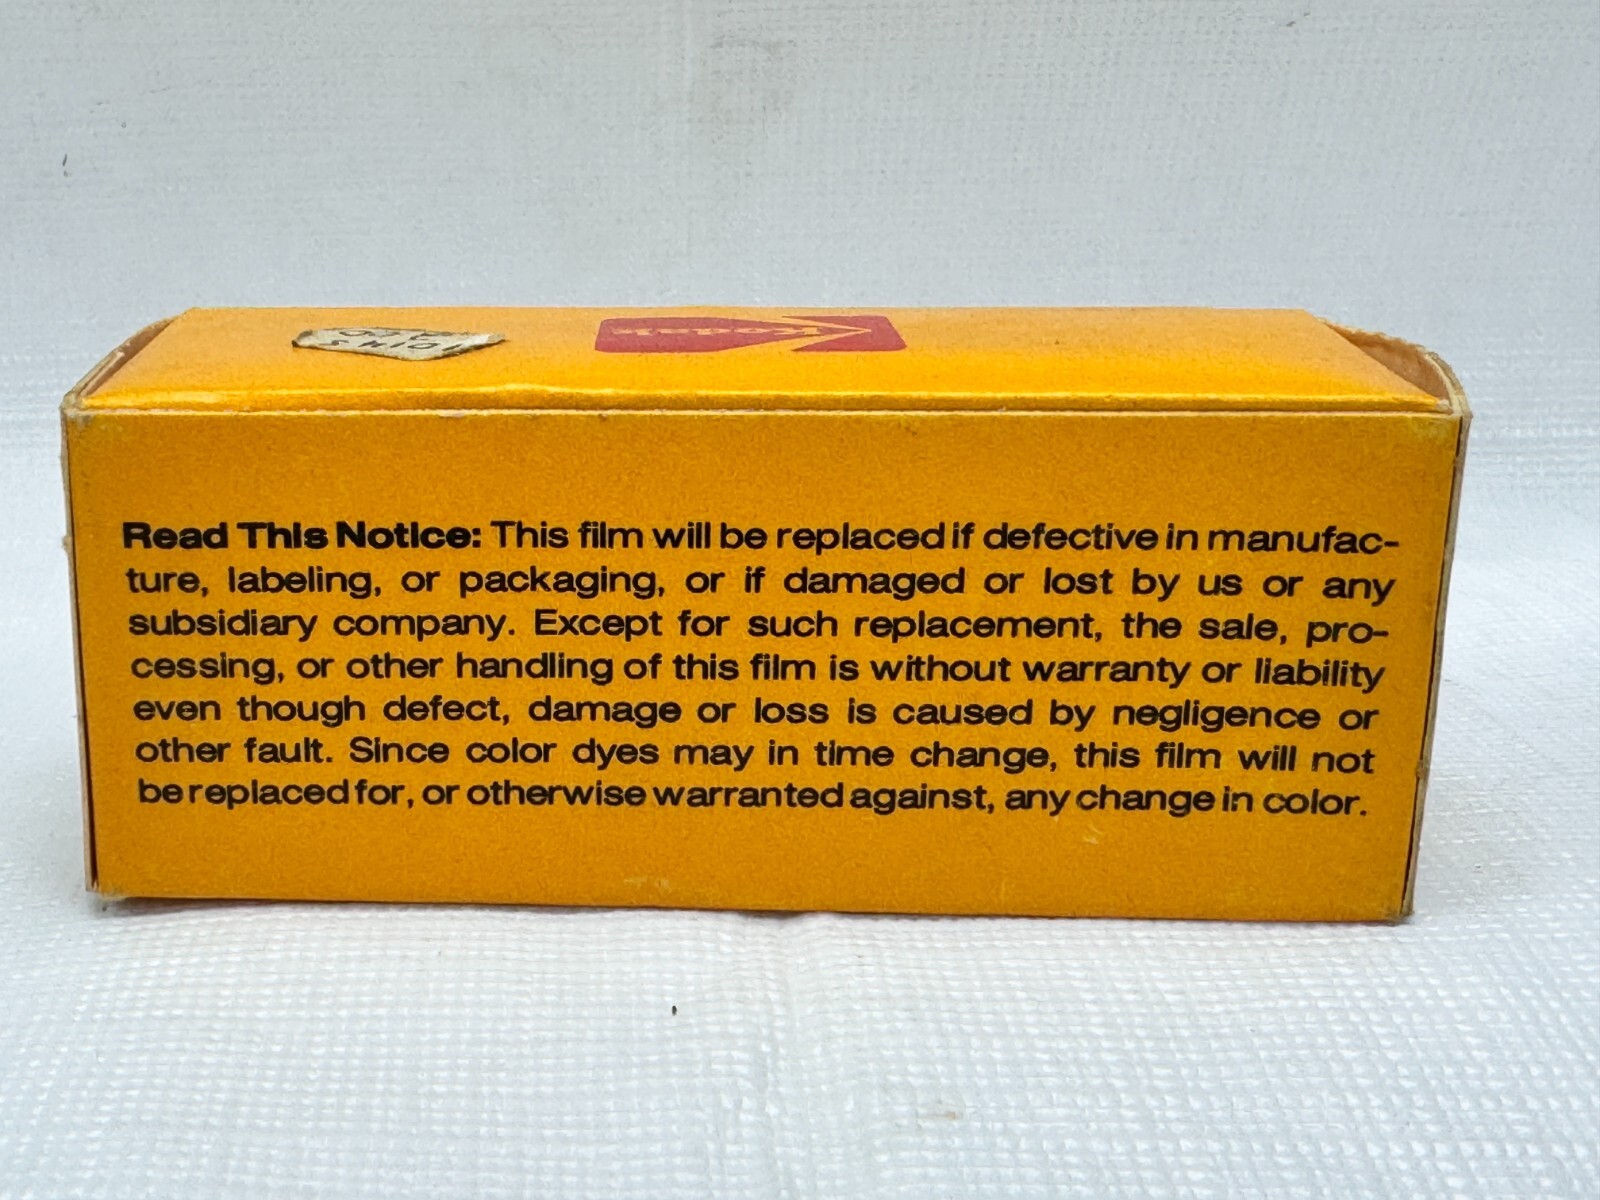 Kodak
Read This Notice: This film will be replaced if defective in manufac-
ture, labeling, or packaging, or if damaged or lost by us or any
subsidiary company. Except for such replacement, the sale, pro-
cessing, or other handling of this film is without warranty or liability
even though defect, damage or loss is caused by negligence or
other fault. Since color dyes may in time change, this film will not
be replaced for, or otherwise warranted against, any change in color.